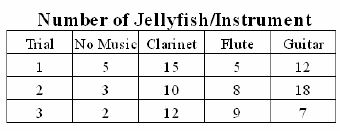 Number of Jellyfish/Instrument
Trial No Music Clarinet Flute Guitar
1 5 15 5 12
2 3 10 8 18
3 2 12 9 7